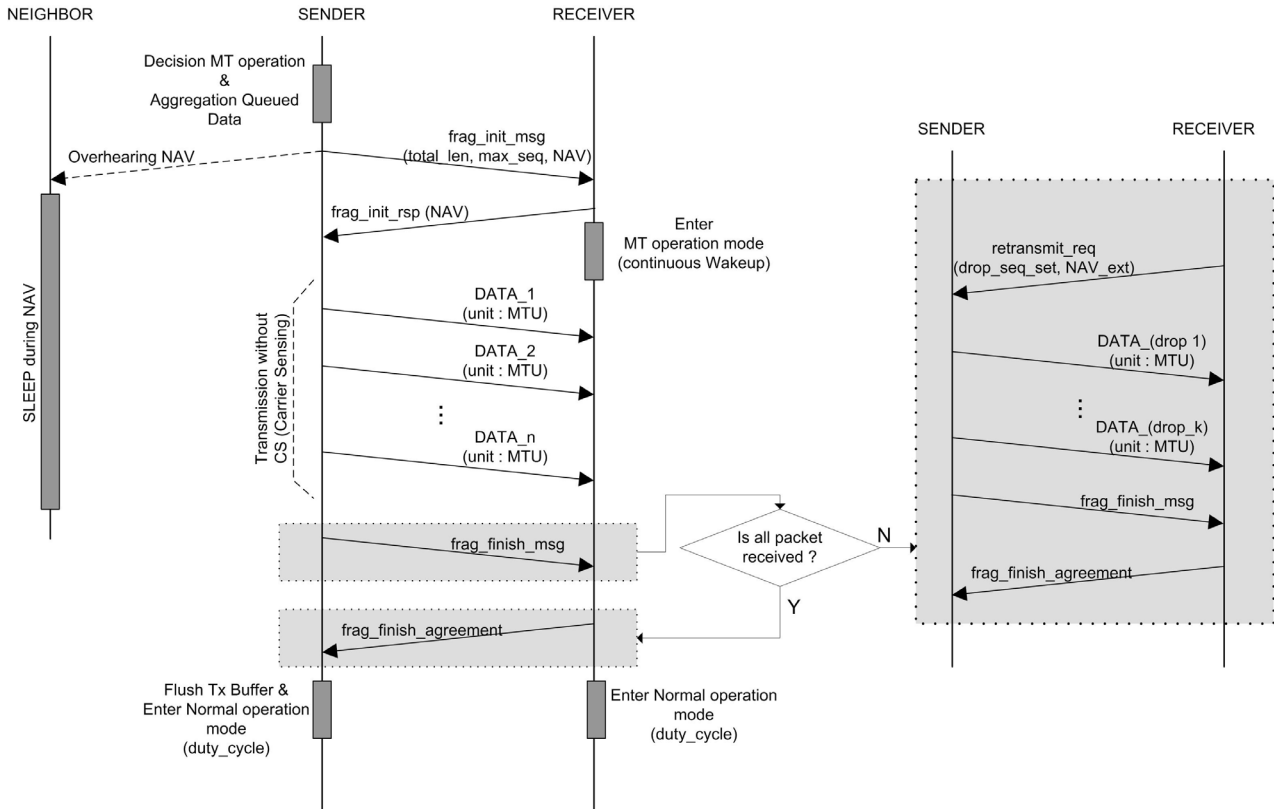 NEIGHBOR
SENDER
RECEIVER
Decision MT operation
&
Aggregation Queued
Data
Overhearing NAV
frag_init_msg
(total_len, max_seq, NAV)
frag_init_rsp (NAV)
Enter
MT operation mode
(continuous Wakeup)
SLEEP during NAV
Transmission without
CS (Carrier Sensing)
DATA_1
(unit : MTU)
DATA_2
(unit : MTU)
⋮
DATA_n
(unit : MTU)
frag_finish_msg
Is all packet
received ?
N
Y
frag_finish_agreement
Flush Tx Buffer &
Enter Normal operation
mode
(duty_cycle)
Enter Normal operation
mode
(duty_cycle)
SENDER
RECEIVER
retransmit_req
(drop_seq_set, NAV_ext)
DATA_(drop 1)
(unit : MTU)
⋮
DATA_(drop_k)
(unit : MTU)
frag_finish_msg
frag_finish_agreement